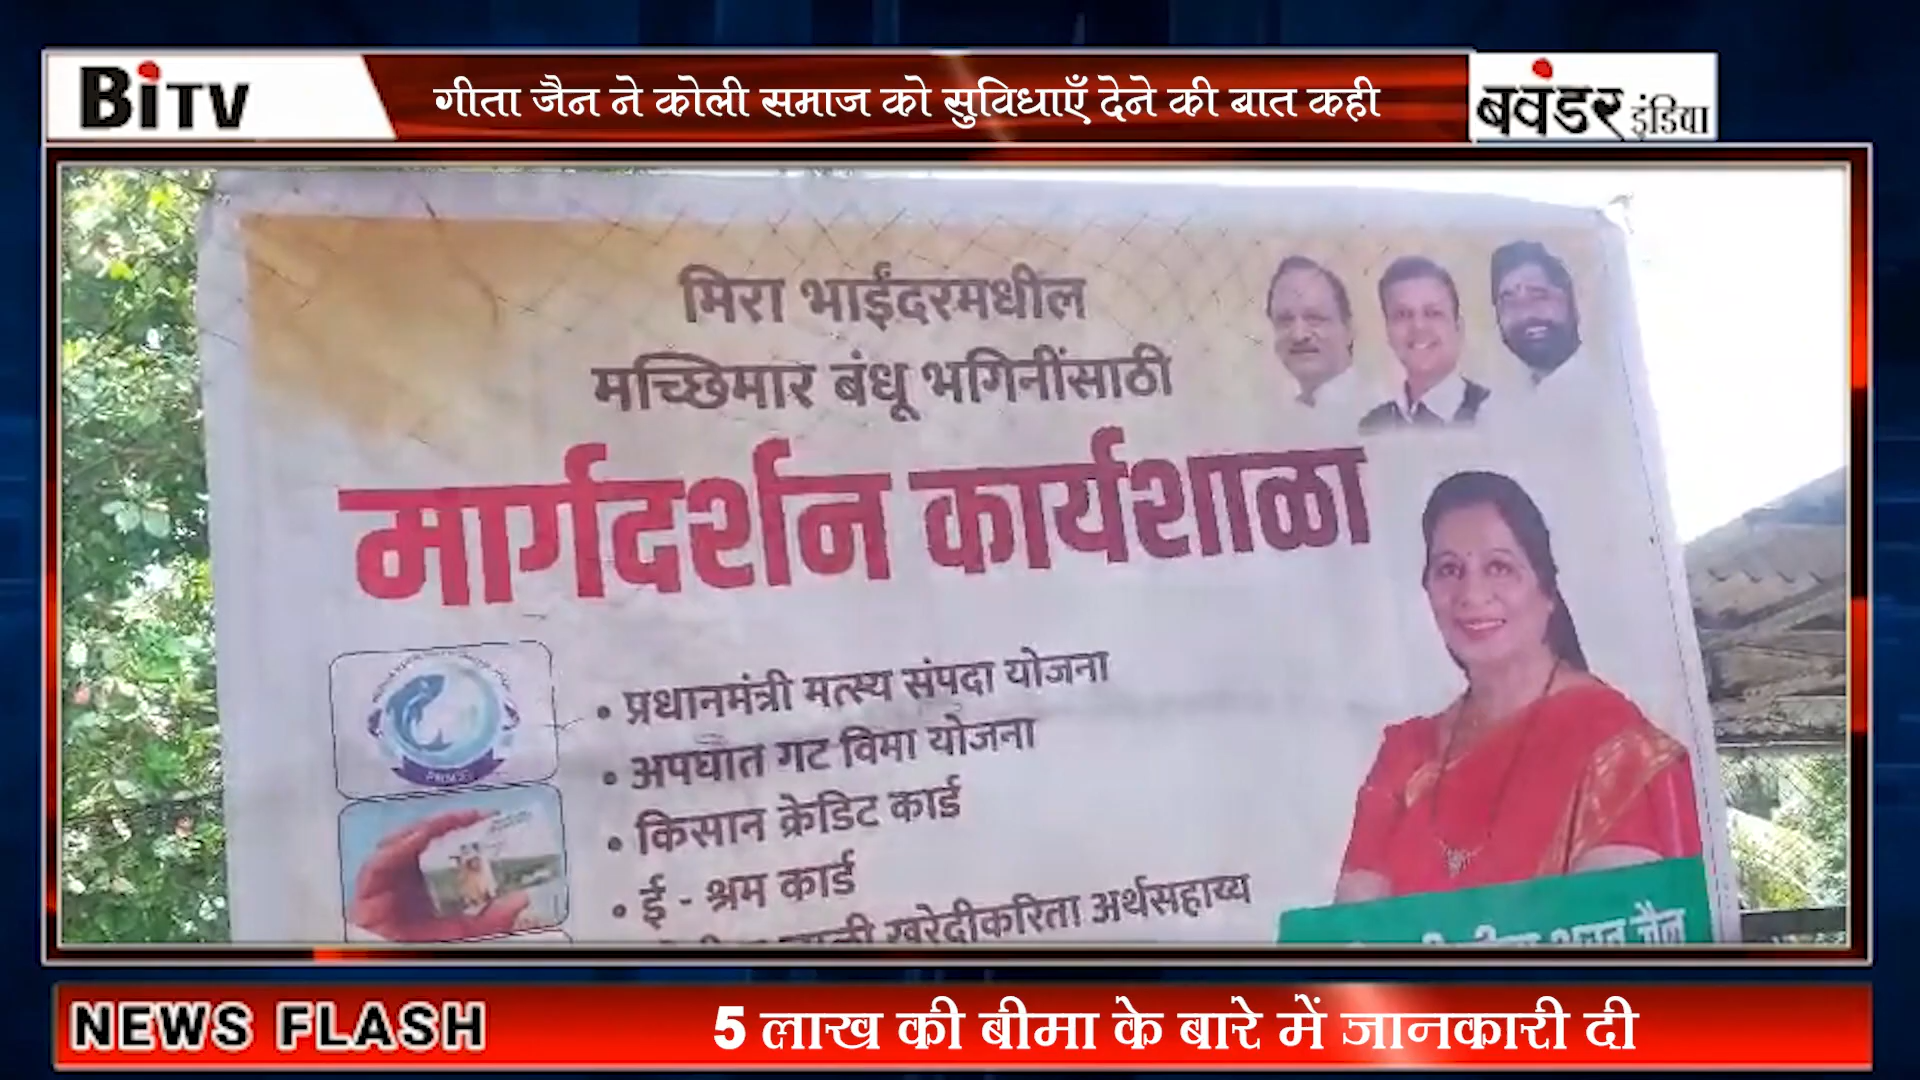 BiTV
गीता जैन ने कोली समाज को सुविधाएँ देने की बात कही
बवंडर इंडिया
मिरा भाईंदरमधील
मच्छिमार बंधू भगिनींसाठी
मार्गदर्शन कार्यशाळा
• प्रधानमंत्री मत्स्य संपदा योजना
• अपघात गट विमा योजना
• किसान क्रेडिट कार्ड
• ई - श्रम कार्ड
खरेदीकरिता अर्थसहाय्य
जैन
NEWS FLASH
5 लाख की बीमा के बारे में जानकारी दी